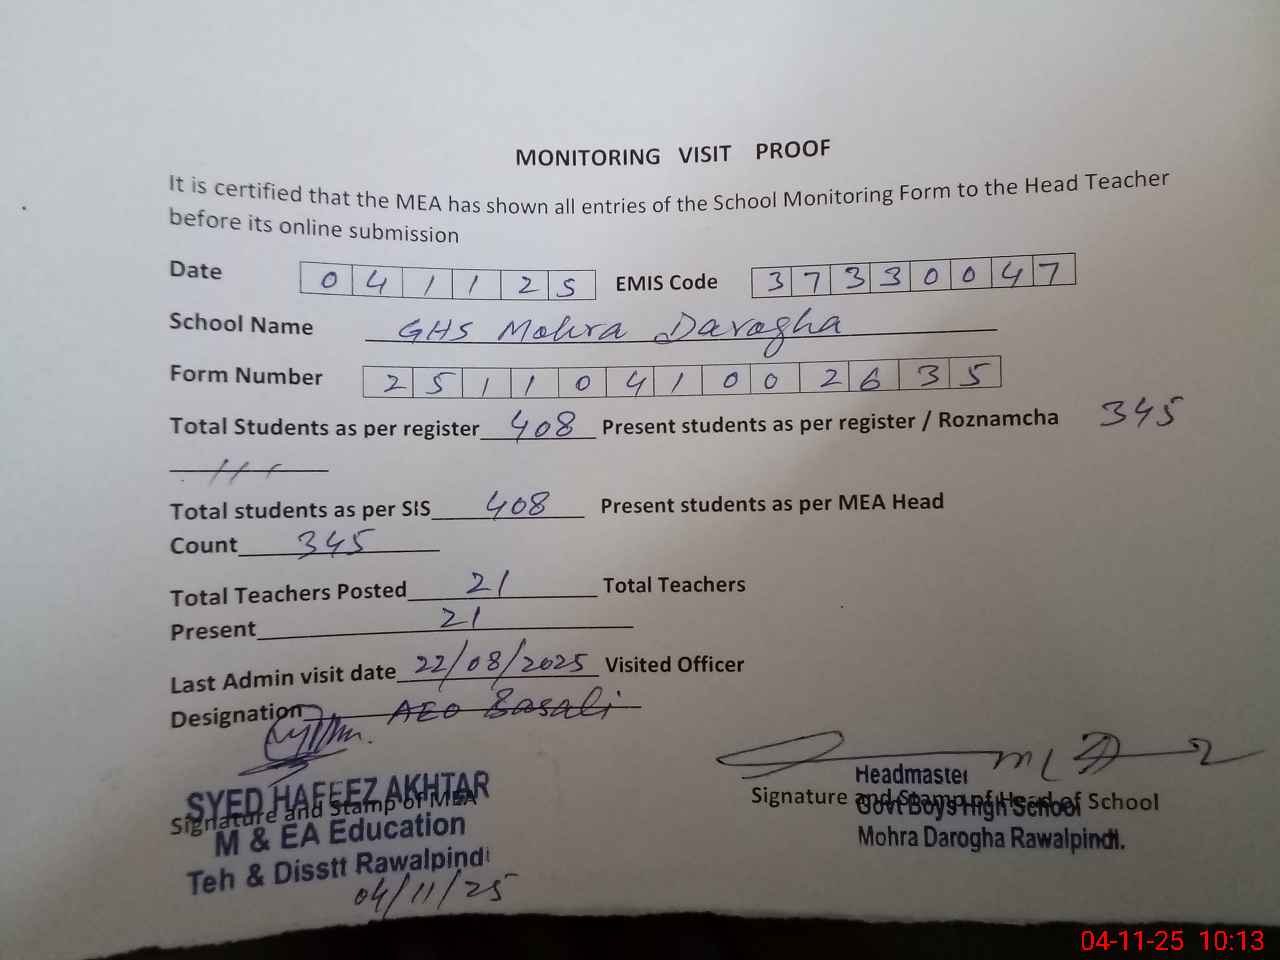 MONITORING VISIT PROOF
It is certified that the MEA has shown all entries of the School Monitoring Form to the Head Teacher
before its online submission
Date 0 4 1 1 2 5 EMIS Code 3 7 3 3 0 0 4 7
School Name GHS Mohra Darogha
Form Number 2 5 1 1 0 4 1 0 0 2 6 3 5
Total Students as per register 408 Present students as per register / Roznamcha 345
Total students as per SIS 408 Present students as per MEA Head
Count 345
Total Teachers Posted 21 Total Teachers
Present 21
Last Admin visit date 22/08/2025 Visited Officer
Designation AEO Basali
SYED HAFEEZ AKHTAR
Signature and Stamp of MEA
M & EA Education
Teh & Disstt Rawalpindi
04/11/25
Headmaster
Signature and Stamp of Head of School
Govt Boys High School
Mohra Darogha Rawalpindi.
04-11-25 10:13